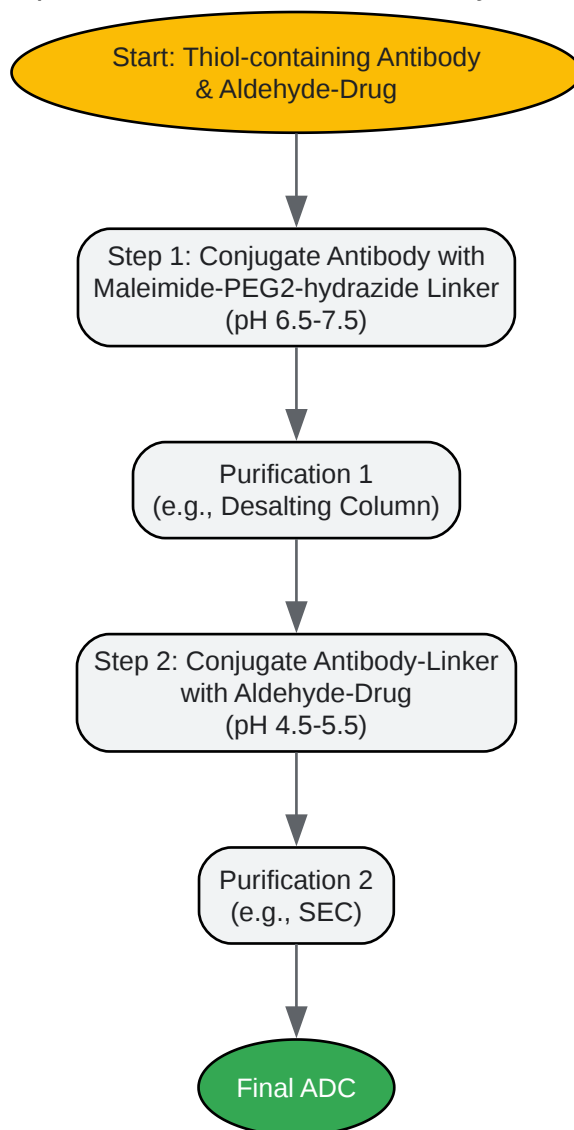 Start: Thiol-containing Antibody
& Aldehyde-Drug
Step 1: Conjugate Antibody with
Maleimide-PEG2-hydrazide Linker
(pH 6.5-7.5)
Purification 1
(e.g., Desalting Column)
Step 2: Conjugate Antibody-Linker
with Aldehyde-Drug
(pH 4.5-5.5)
Purification 2
(e.g., SEC)
Final ADC